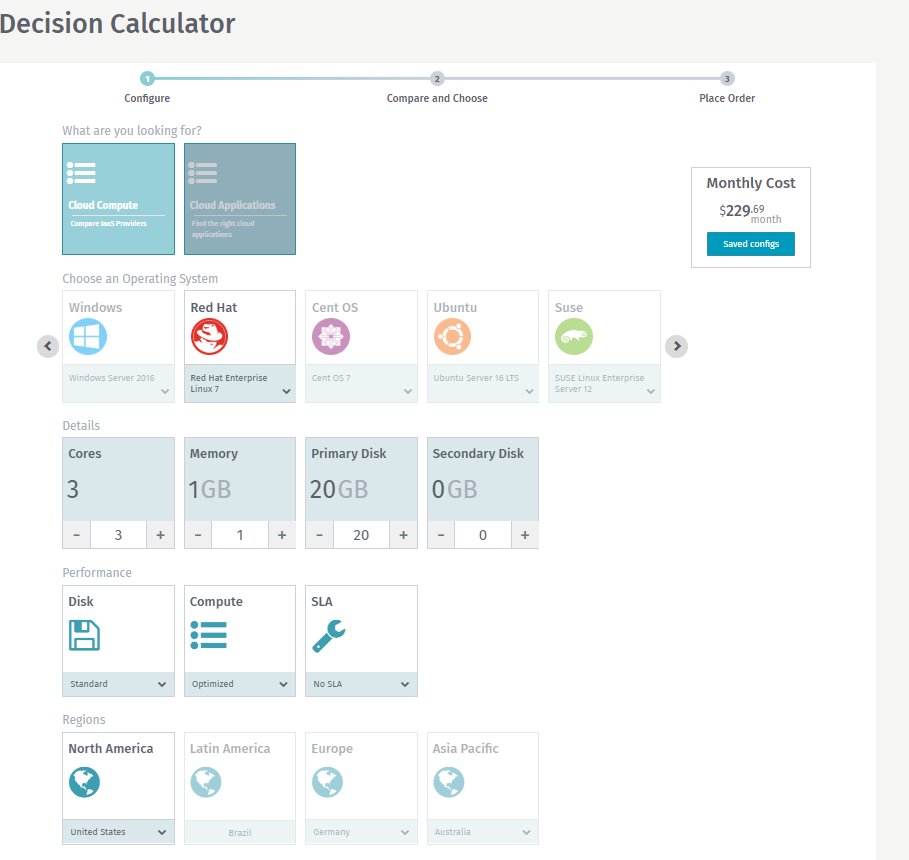 Decision Calculator
1
2
3
Configure
Compare and Choose
Place Order
What are you looking for?
Cloud Compute
Compare IaaS Providers
Cloud Applications
Find the right cloud
applications
Monthly Cost
$229.69
month
Saved configs
Choose an Operating System
Windows
Windows Server 2016
Red Hat
Red Hat Enterprise
Linux 7
Cent OS
Cent OS 7
Ubuntu
Ubuntu Server 16 LTS
Suse
SUSE Linux Enterprise
Server 12
Details
Cores
3
- 3 +
Memory
1GB
- 1 +
Primary Disk
20GB
- 20 +
Secondary Disk
0GB
- 0 +
Performance
Disk
Standard
Compute
Optimized
SLA
No SLA
Regions
North America
United States
Latin America
Brazil
Europe
Germany
Asia Pacific
Australia